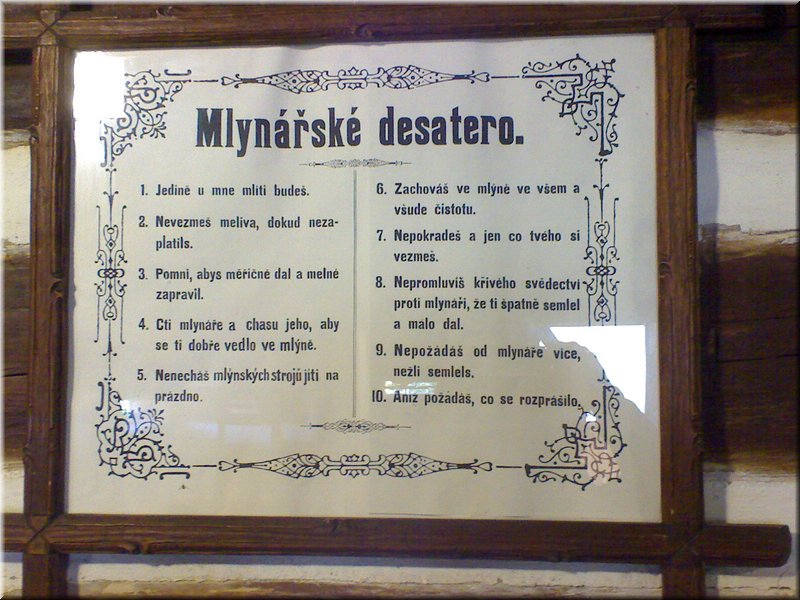 Mlynářské desatero.
1. Jedině u mne mlíti budeš.
2. Nevezmeš meliva, dokud neza-
platils.
3. Pomni, abys měřičné dal a melné
zapravil.
4. Cti mlynáře a chasu jeho, aby
se ti dobře vedlo ve mlýně.
5. Nenecháš mlýnských strojů jíti na
prázdno.
6. Zachováš ve mlýně ve všem a
všude čistotu.
7. Nepokradeš a jen co tvého si
vezmeš.
8. Nepromluvíš křivého svědectví
proti mlynáři, že ti špatně semlel
a málo dal.
9. Nepožádáš od mlynáře více,
nežli semlels.
10. Aniž požádáš, co se rozprášilo.